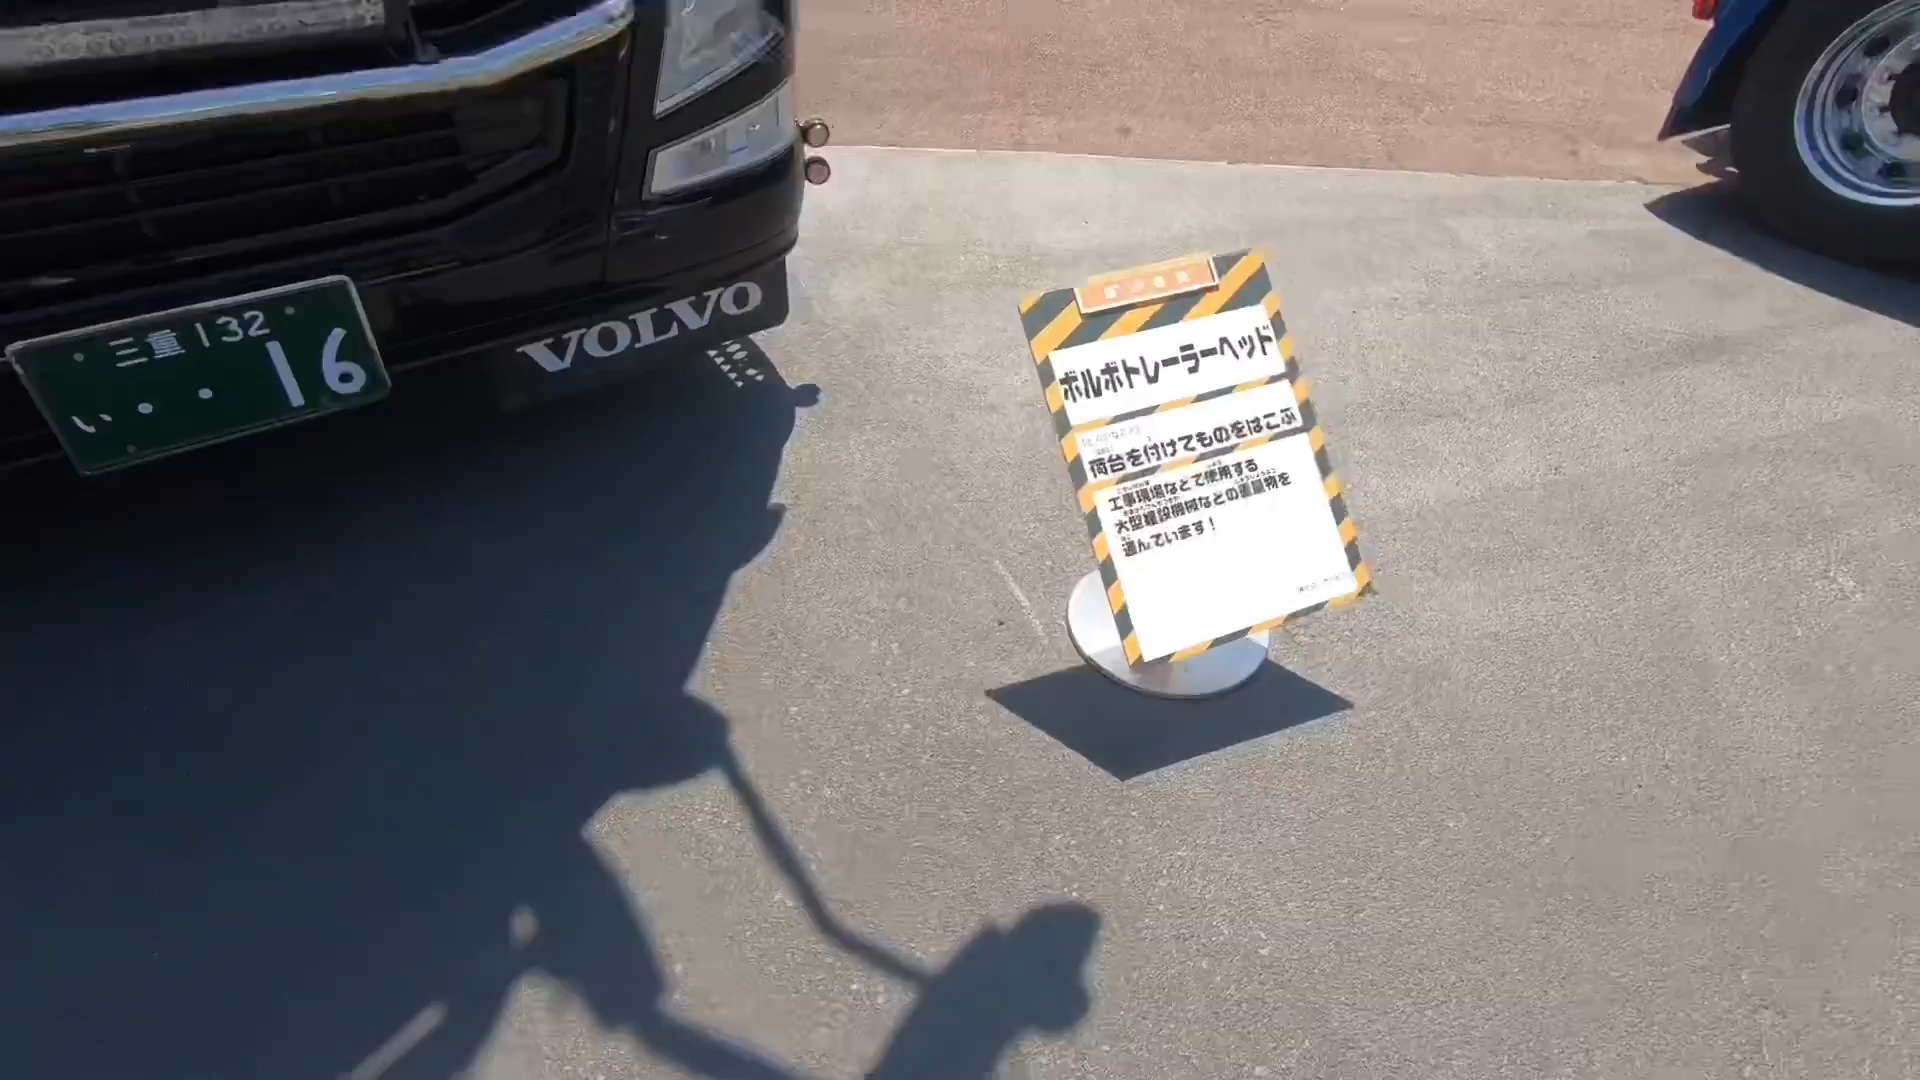 三重 132
い ・・16
VOLVO
ボルボトレーラーヘッド
荷台を付けてものをはこぶ
工事現場などで使用する
大型建設機械などの重量物を
運んでいます！